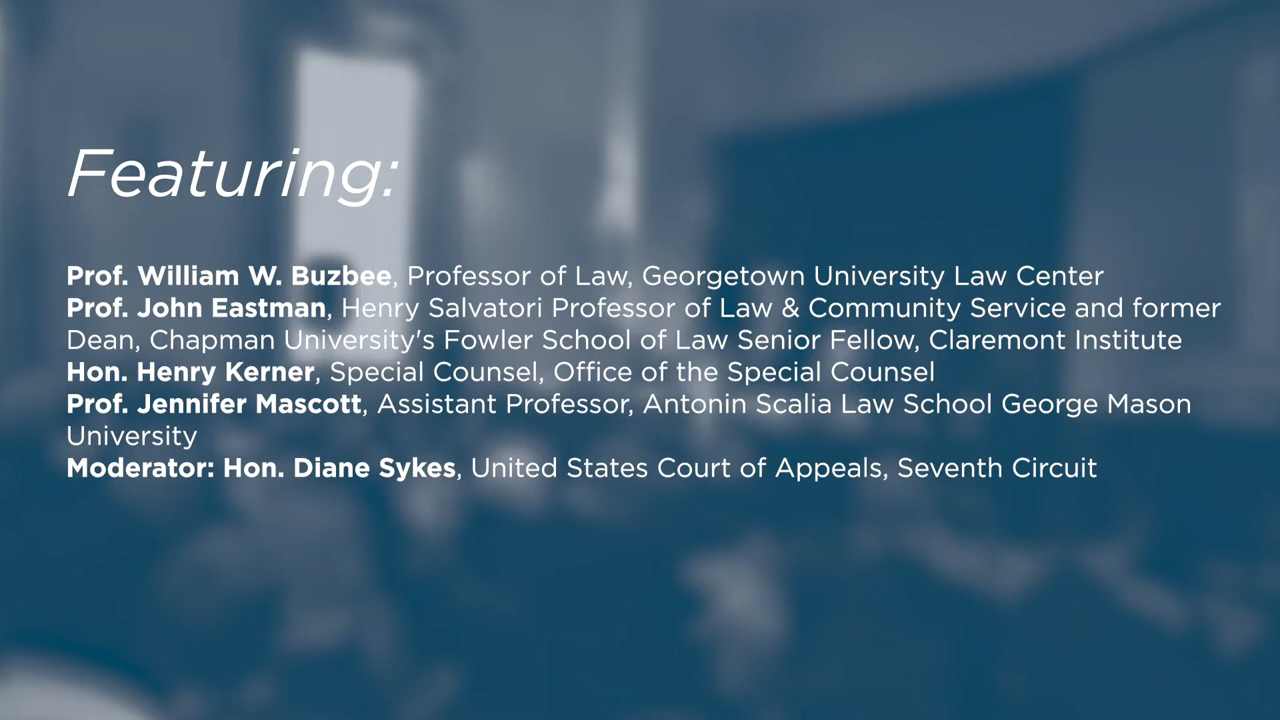 Featuring:
Prof. William W. Buzbee, Professor of Law, Georgetown University Law Center
Prof. John Eastman, Henry Salvatori Professor of Law & Community Service and former
Dean, Chapman University's Fowler School of Law Senior Fellow, Claremont Institute
Hon. Henry Kerner, Special Counsel, Office of the Special Counsel
Prof. Jennifer Mascott, Assistant Professor, Antonin Scalia Law School George Mason
University
Moderator: Hon. Diane Sykes, United States Court of Appeals, Seventh Circuit